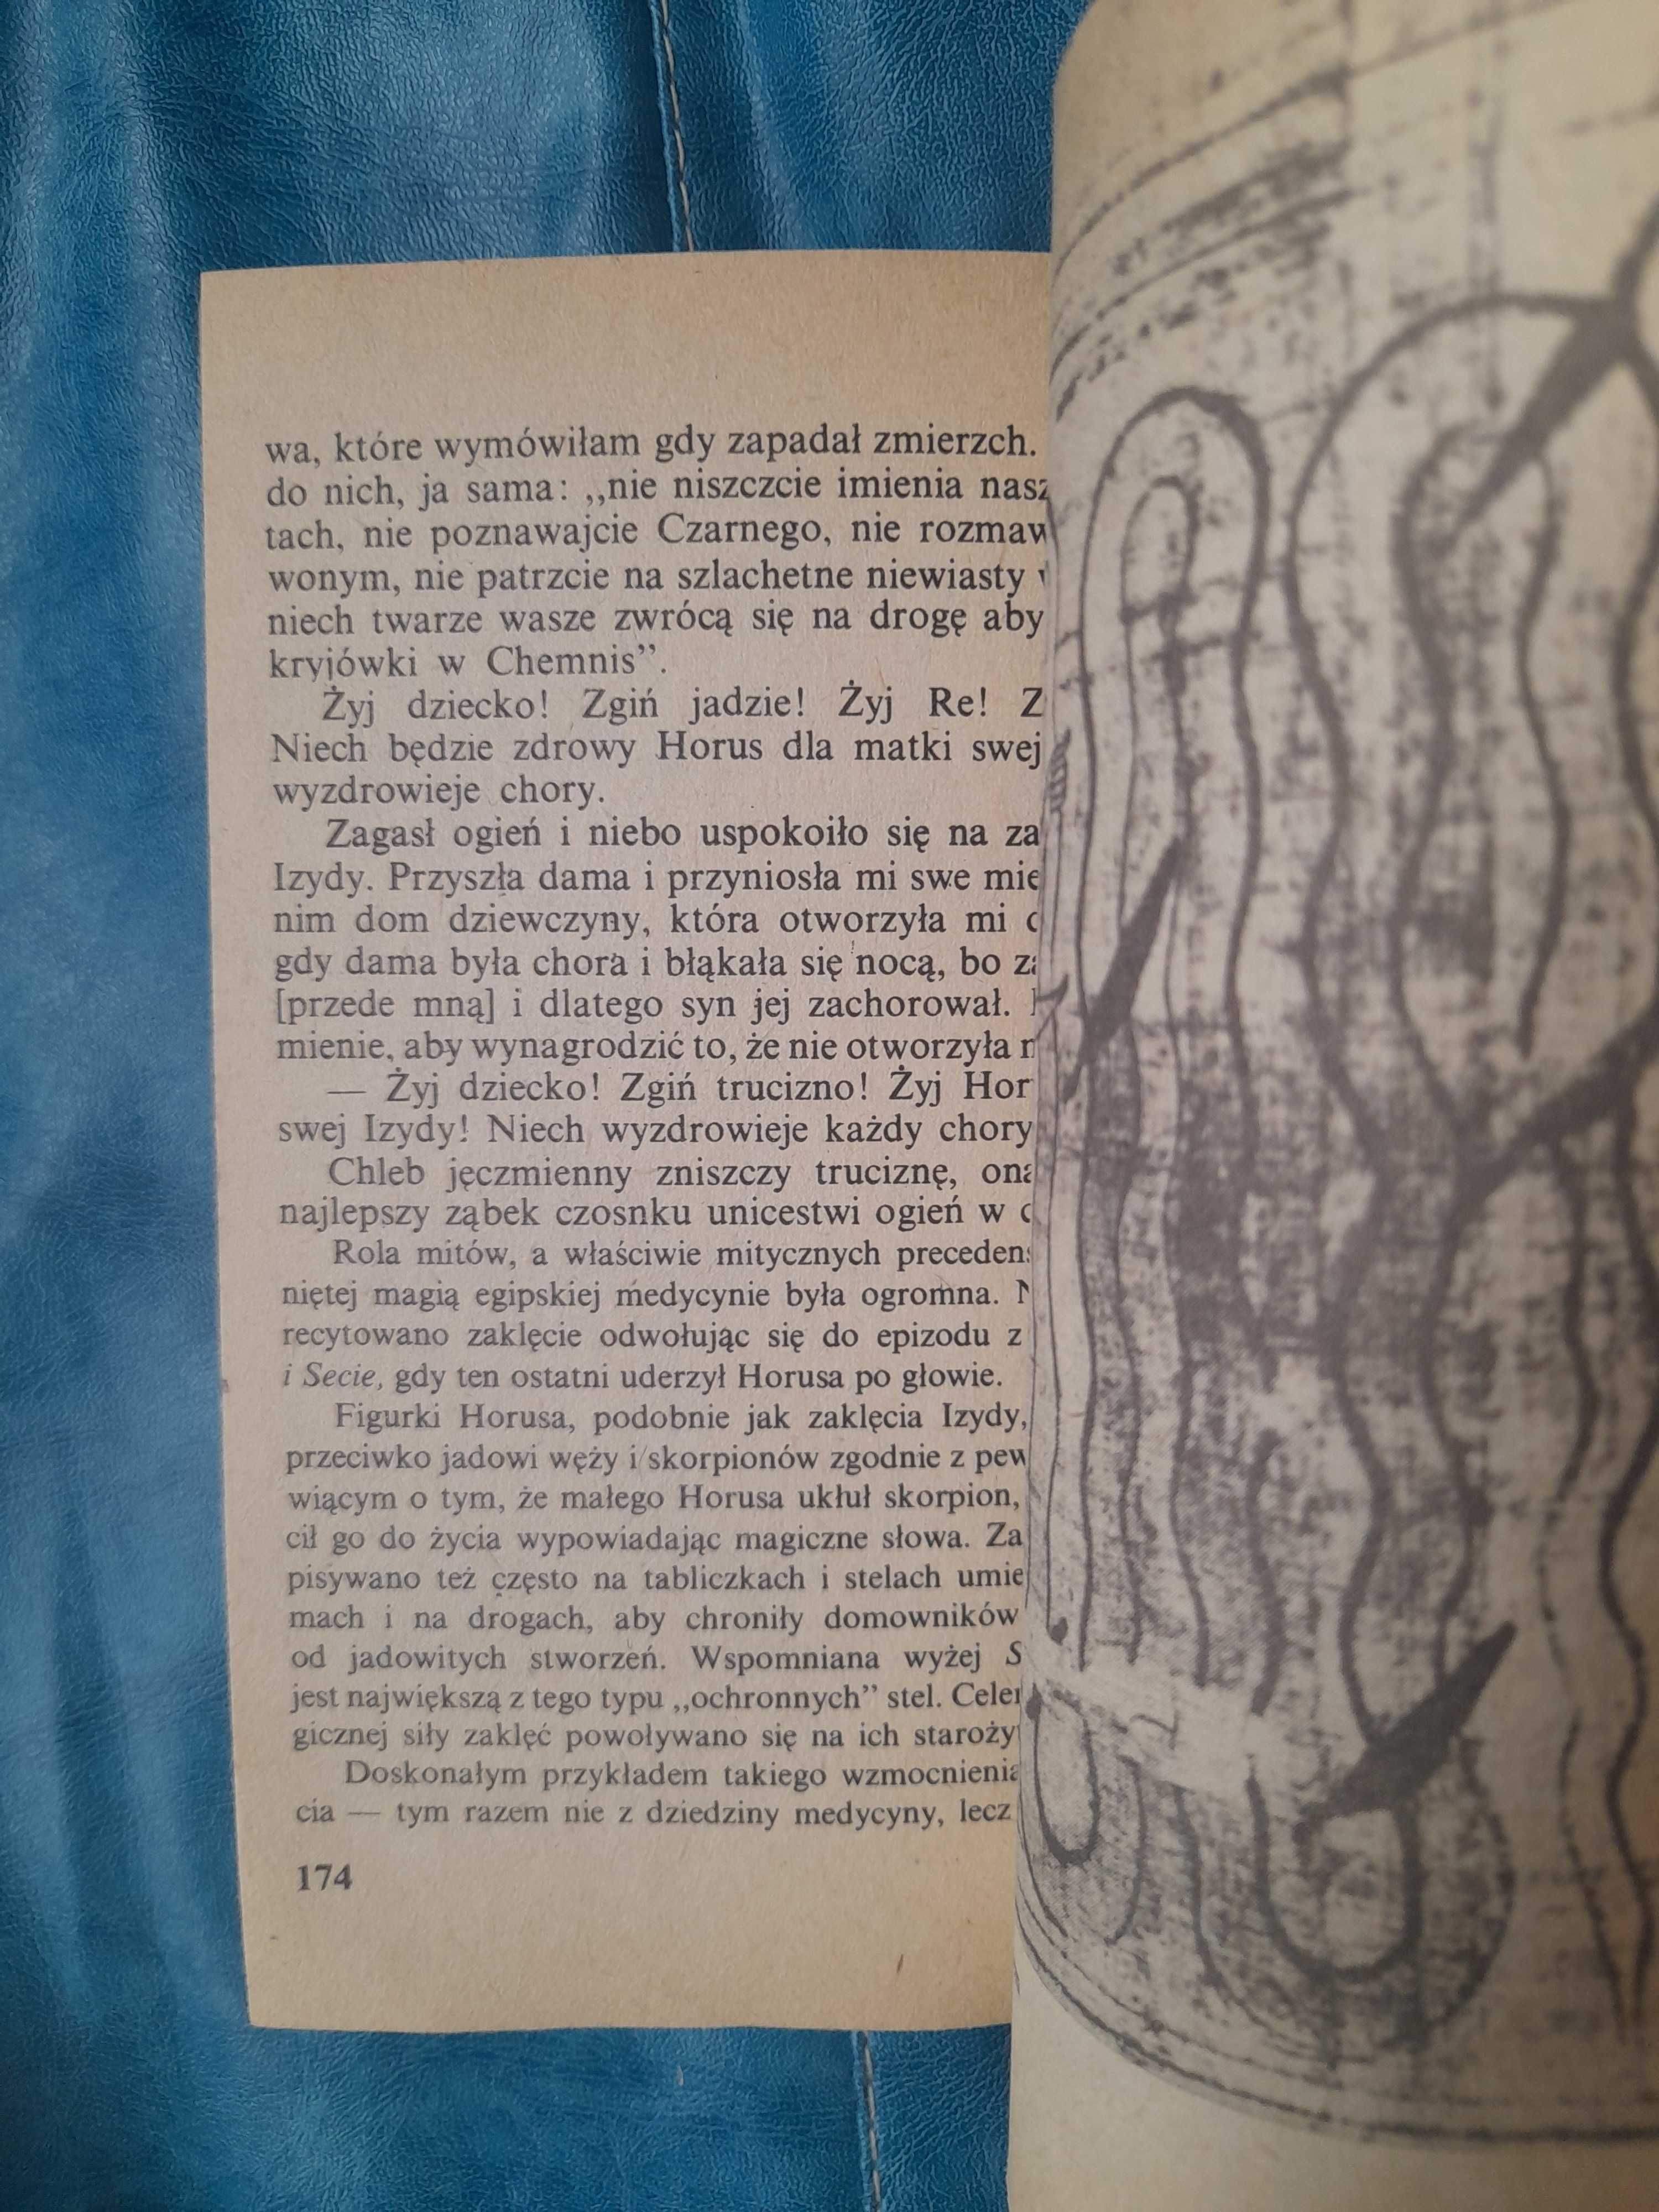 wa, które wymówiłam gdy zapadał zmierzch.
do nich, ja sama: „nie niszczcie imienia
tach, nie poznawajcie Czarnego, nie
wonym, nie patrzcie na szlachetne niewiasty
niech twarze wasze zwrócą się na drogę aby
kryjówki w Chemnis”.
Żyj dziecko! Zgiń jadzie! Żyj Re! Z
Niech będzie zdrowy Horus dla matki swej
wyzdrowieje chory.
Zagasł ogień i niebo uspokoiło się na za
Izydy. Przyszła dama i przyniosła mi swe mie
nim dom dziewczyny, która otworzyła mi
gdy dama była chora i błąkała się nocą, bo
[przede mną] i dlatego syn jej zachorował.
mienie, aby wynagrodzić to, że nie otworzyła
— Żyj dziecko! Zgiń trucizno! Żyj Hor
swej Izydy! Niech wyzdrowieje każdy chory
Chleb jęczmienny zniszczy truciznę,
najlepszy ząbek czosnku unicestwi ogień w
Rola mitów, a właściwie mitycznych
niętej magią egipskiej medycynie była ogromna.
recytowano zaklęcie odwołując się do epizodu z
i Secie, gdy ten ostatni uderzył Horusa po głowie.
Figurki Horusa, podobnie jak zaklęcia Izydy,
przeciwko jadowi węży i skorpionów zgodnie z pew
wiącym o tym, że małego Horusa ukłuł skorpion,
cił go do życia wypowiadając magiczne słowa. Za
pisywano też często na tabliczkach i stelach umie
mach i na drogach, aby chroniły domowników
od jadowitych stworzeń. Wspomniana wyżej S
jest największą z tego typu „ochronnych” stel.
gicznej siły zaklęć powoływano się na ich staroży
Doskonałym przykładem takiego
cia — tym razem nie z dziedziny medycyny, lecz
174